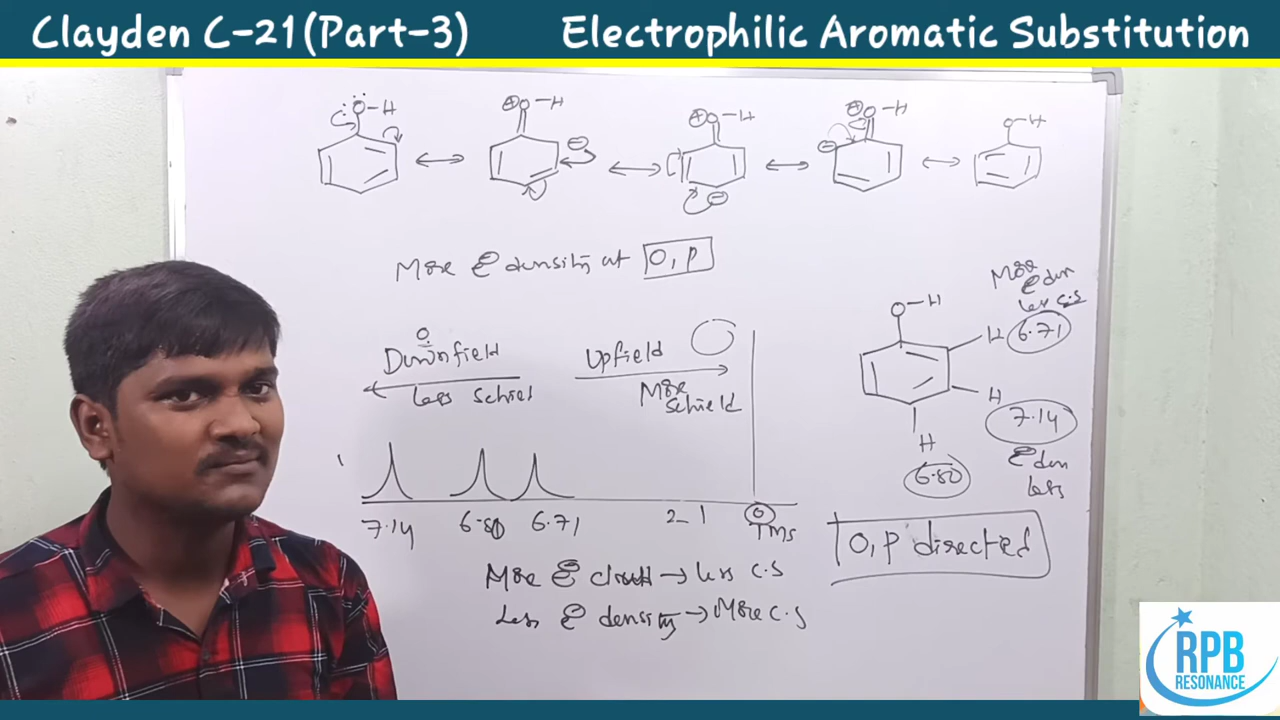 Clayden C-21(Part-3)
Electrophilic Aromatic Substitution
Ö-H
⊕O-H
⊖
⊕O-H
⊖
⊕O-H
⊖
O-H
More e density at O, P
Downfield
Less Schiel
Upfield
More
Schield
7.14
6.80
6.71
2-1
0
TMS
More e cloud → less c.s
Less e density → More c.s
O-H
More
e den
less c.s
H 6.71
H
7.14
e den
less
H
6.80
O, P directed
RPB
RESONANCE